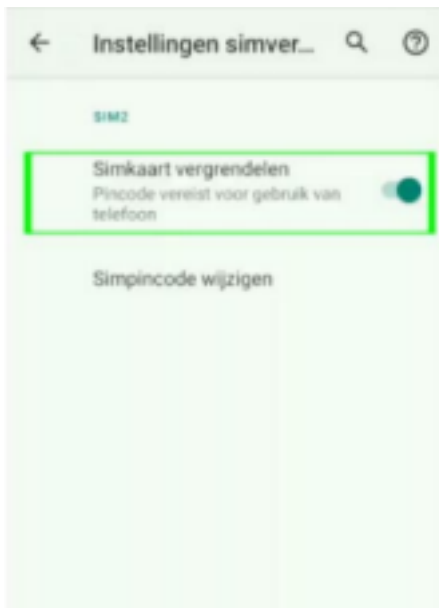 Instellingen simver...
SIM2
Simkaart vergrendelen
Pincode vereist voor gebruik van
telefoon
Simpincode wijzigen